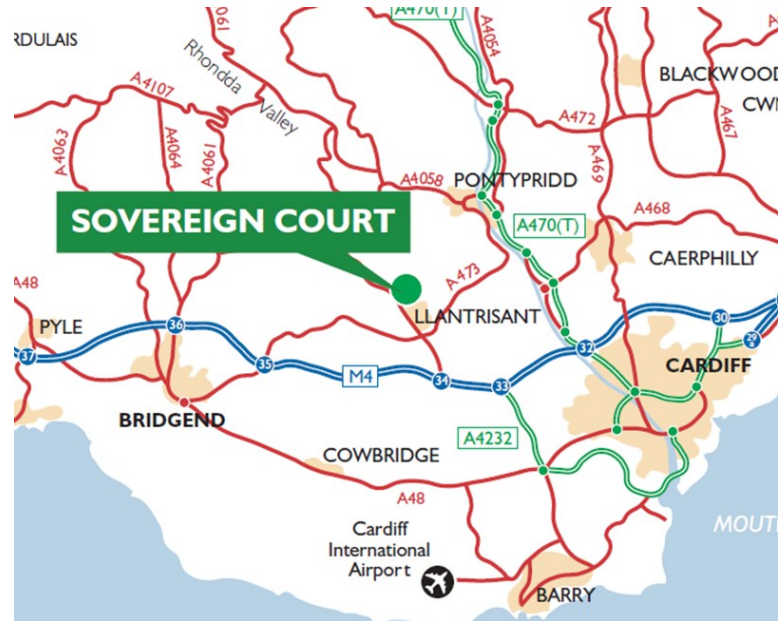 A470(T)
A4054
A4061
RDULAIS
Rhondda
Valley
A4107
BLACKWOOD
CWM
A472
A467
A4063
A4064
A4061
A4058
PONTYPRIDD
A469
A468
A470(T)
SOVEREIGN COURT
CAERPHILLY
A473
A48
LLANTRISANT
PYLE
36
30
37
35
M4
34
33
32
29
CARDIFF
BRIDGEND
A4232
COWBRIDGE
A48
Cardiff
International
Airport
MOUT
BARRY